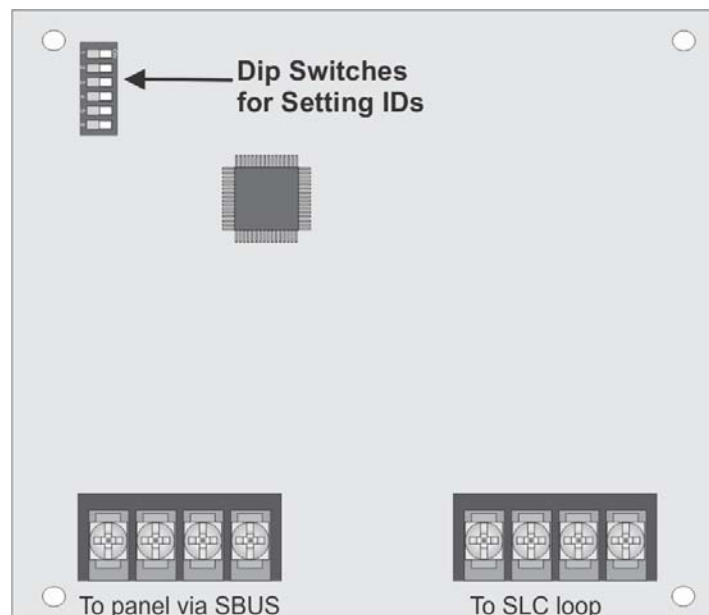 Dip Switches
for Setting IDs
To panel via SBUS
To SLC loop